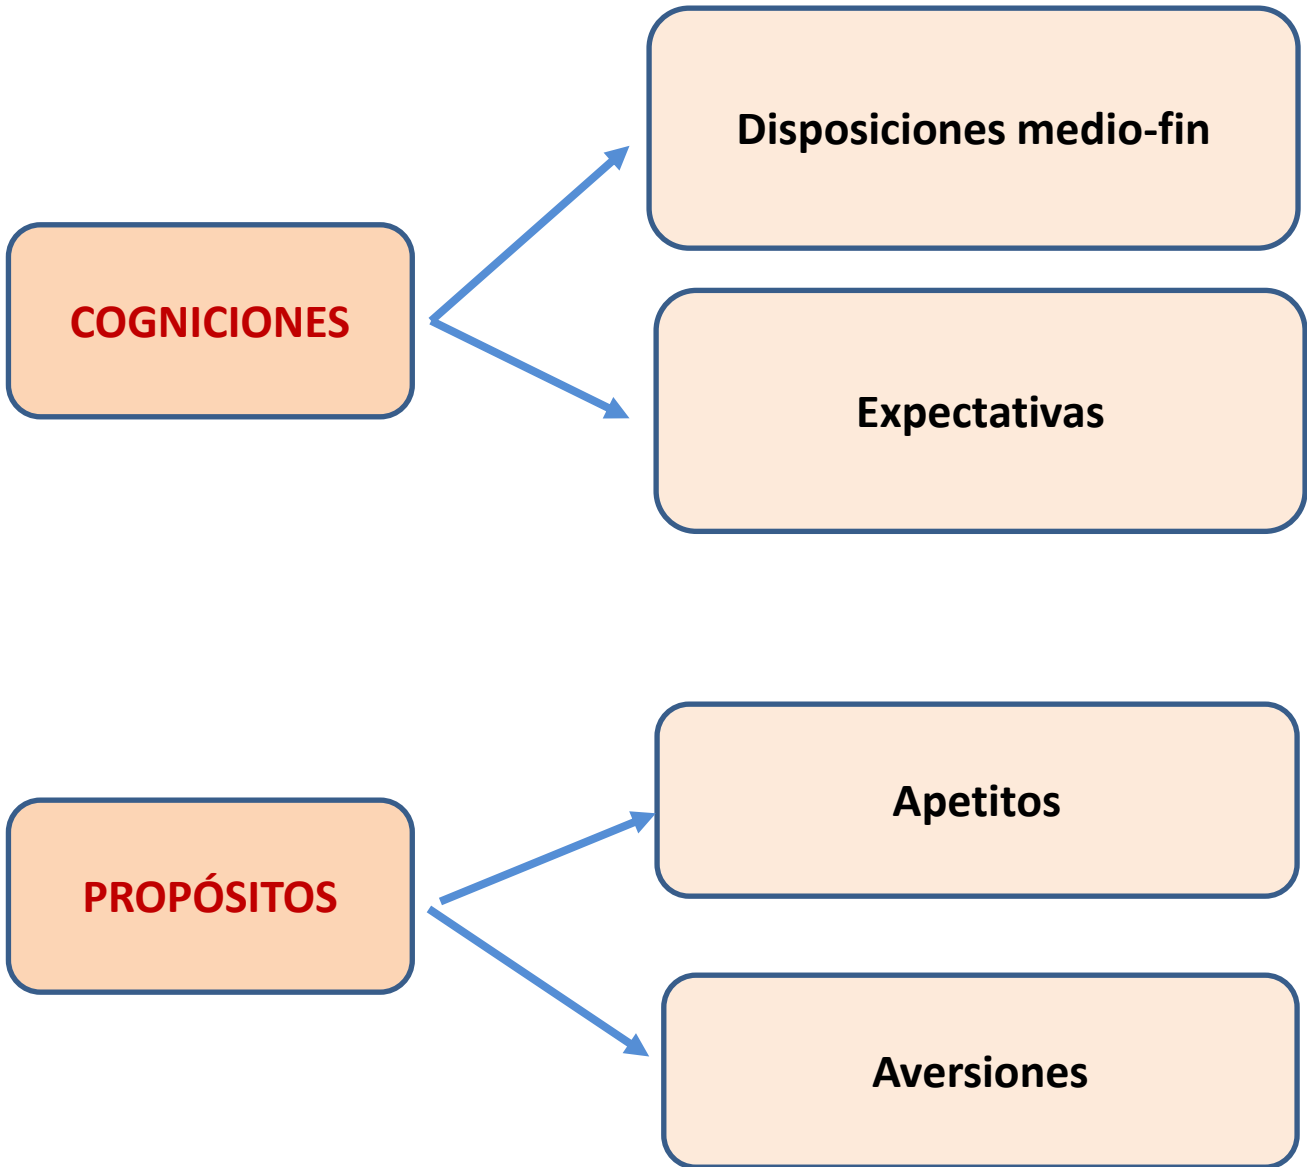 Disposiciones medio-fin
COGNICIONES
Expectativas
Apetitos
PROPÓSITOS
Aversiones